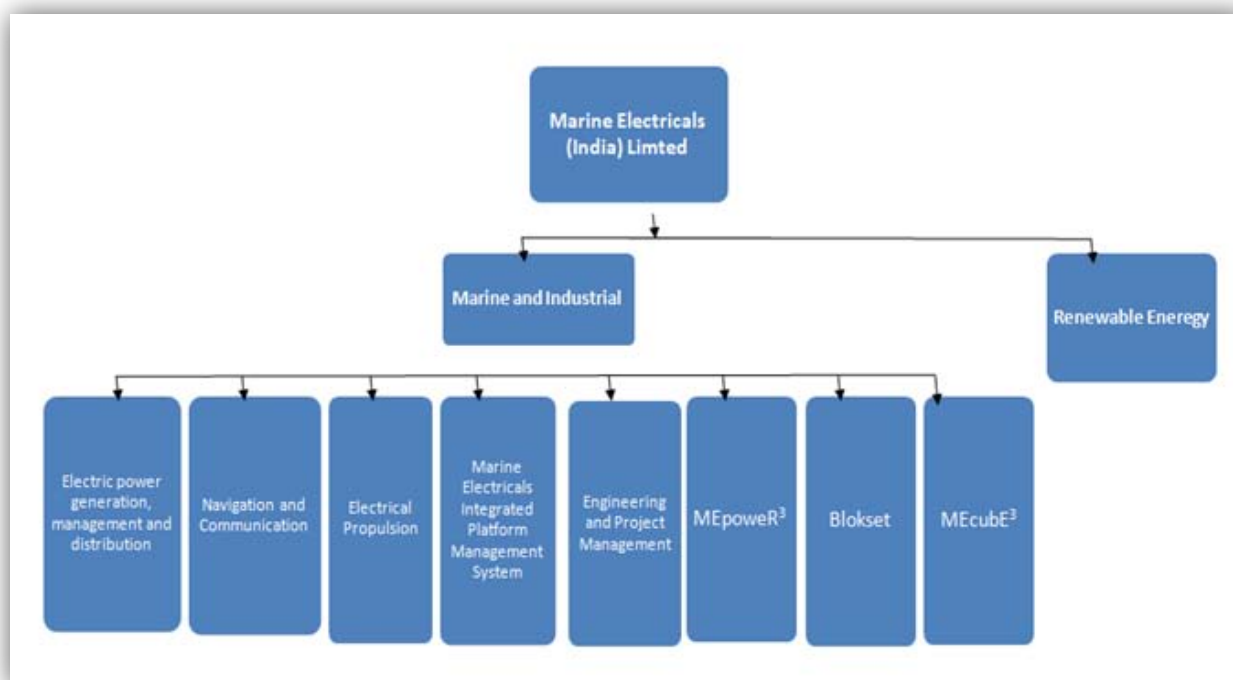 Marine Electricals
(India) Limted
Marine and Industrial
Renewable Eneregy
Electric power
generation,
management and
distribution
Navigation and
Communication
Electrical
Propulsion
Marine
Electricals
Integrated
Platform
Management
System
Engineering
and Project
Management
MEpoweR³
Blokset
MEcubE³